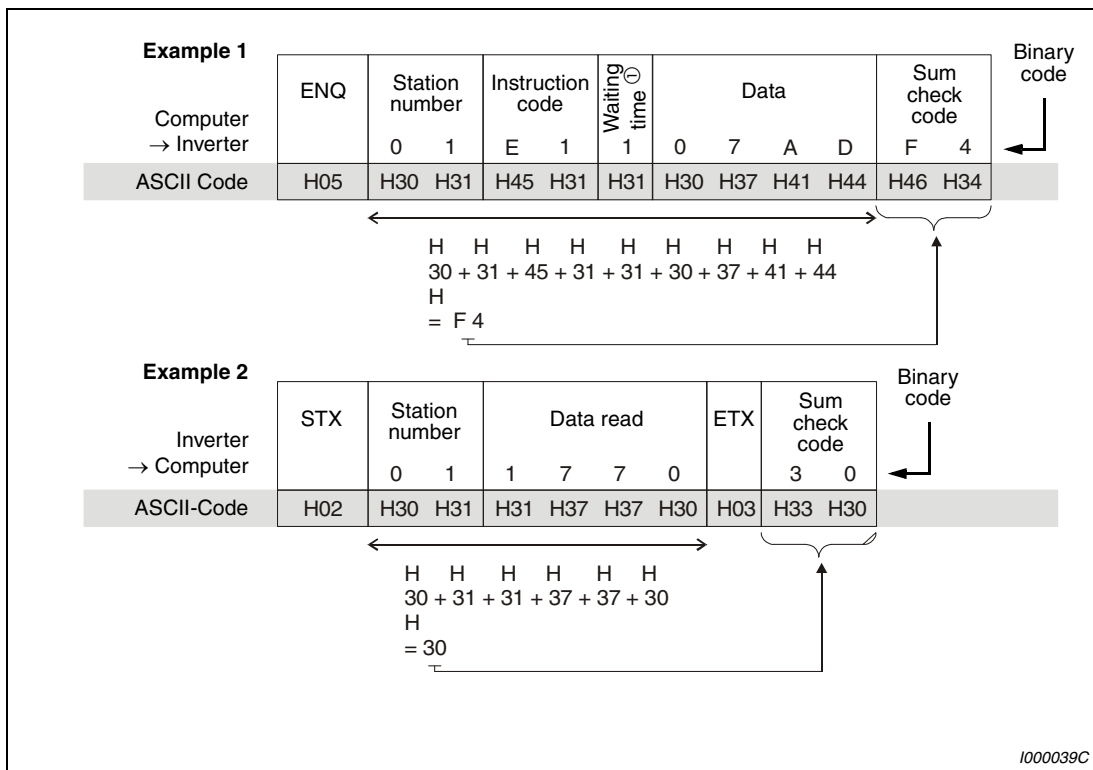 Example 1
Binary
code
ENQ
Station
number
Instruction
code
Waiting
time ①
Data
Sum
check
code
Computer
→ Inverter
0 1 E 1 1 0 7 A D F 4
ASCII Code H05 H30 H31 H45 H31 H31 H30 H37 H41 H44 H46 H34
H H H H H H H H H
30 + 31 + 45 + 31 + 31 + 30 + 37 + 41 + 44
H
= F 4
Example 2
Binary
code
STX
Station
number
Data read
ETX
Sum
check
code
Inverter
→ Computer
0 1 1 7 7 0 3 0
ASCII-Code H02 H30 H31 H31 H37 H37 H30 H03 H33 H30
H H H H H H
30 + 31 + 31 + 37 + 37 + 30
H
= 30
I000039C